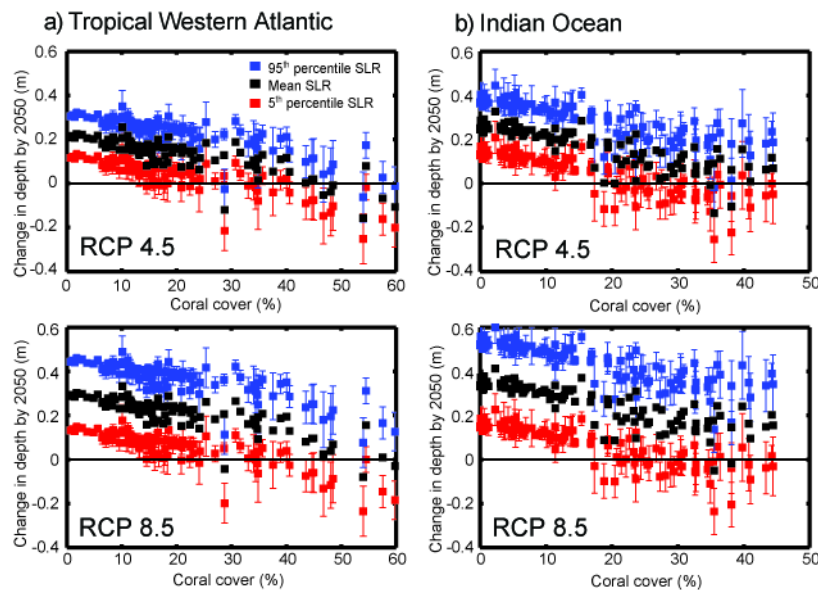 a) Tropical Western Atlantic
b) Indian Ocean
0.6
0.4
0.2
0
-0.2
-0.4
Change in depth by 2050 (m)
95th percentile SLR
Mean SLR
5th percentile SLR
RCP 4.5
0 10 20 30 40 50 60
Coral cover (%)
0.6
0.4
0.2
0
-0.2
-0.4
Change in depth by 2050 (m)
RCP 4.5
0 10 20 30 40 50
Coral cover (%)
0.6
0.4
0.2
0
-0.2
-0.4
Change in depth by 2050 (m)
RCP 8.5
0 10 20 30 40 50 60
Coral cover (%)
0.6
0.4
0.2
0
-0.2
-0.4
Change in depth by 2050 (m)
RCP 8.5
0 10 20 30 40 50
Coral cover (%)